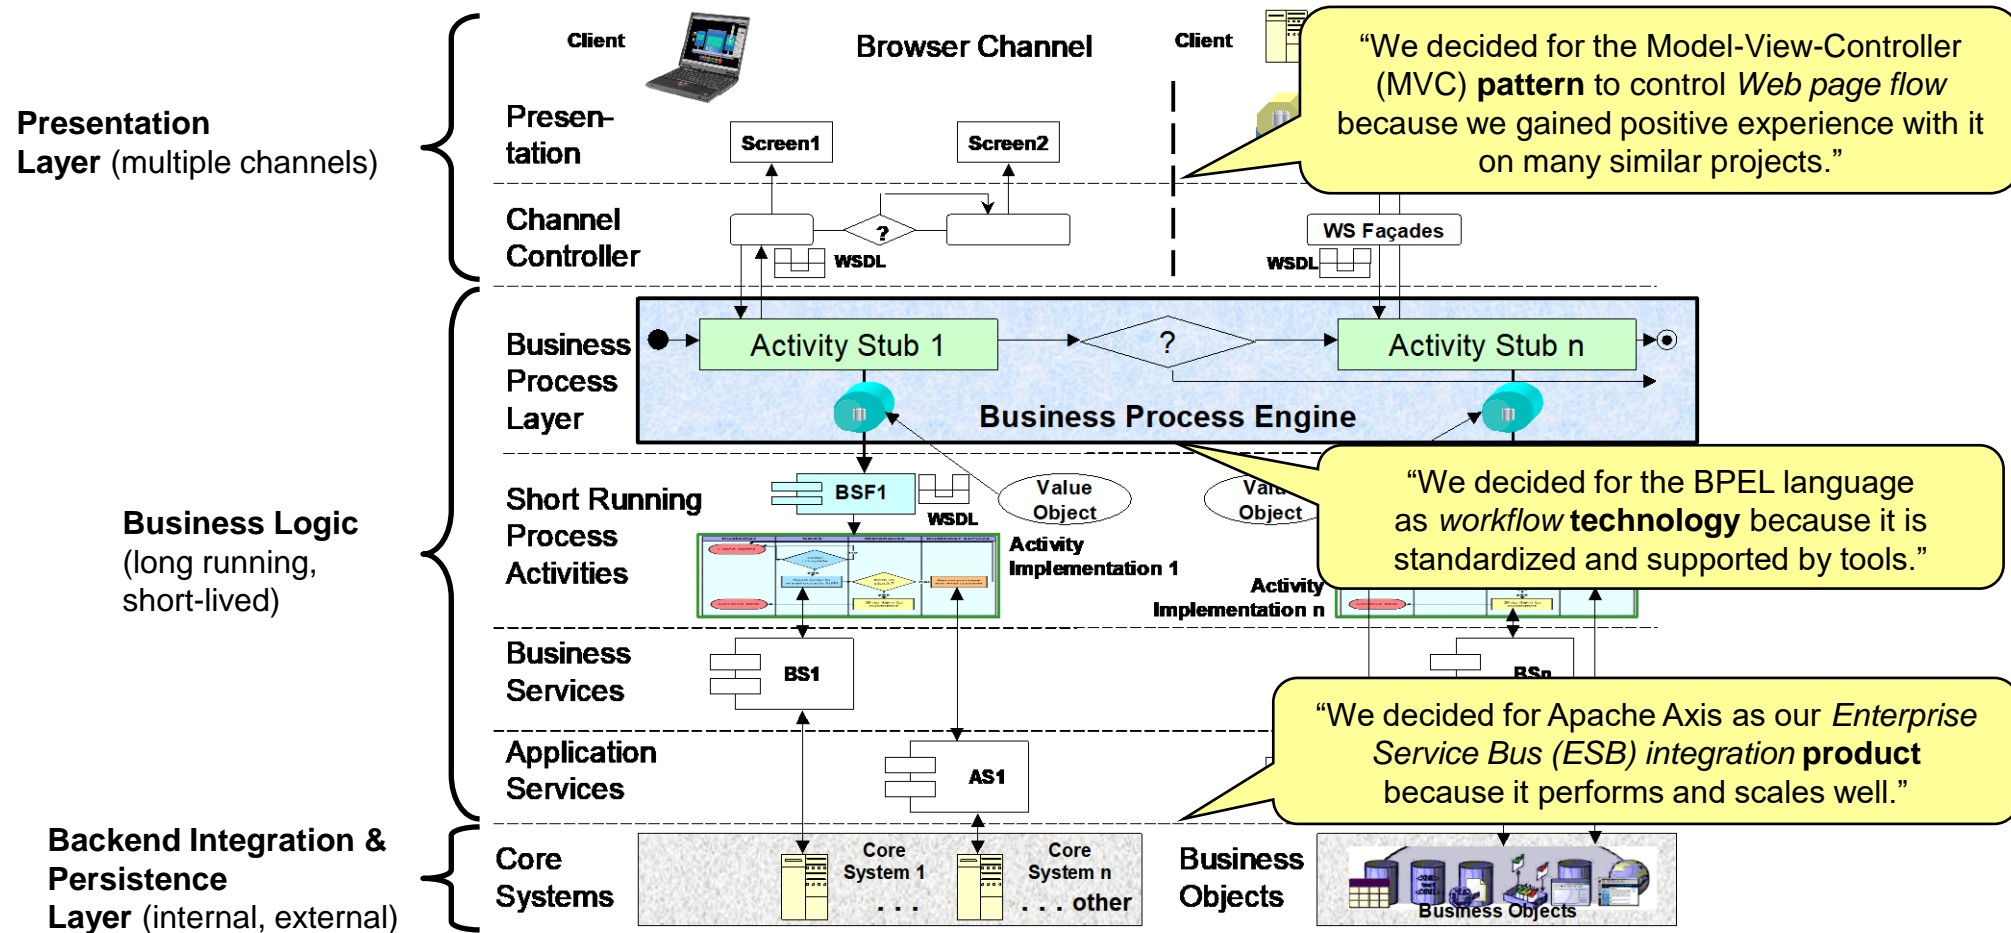 Client
Browser Channel
Client
“We decided for the Model-View-Controller
(MVC) pattern to control Web page flow
because we gained positive experience with it
on many similar projects.”
Presentation
Layer (multiple channels)
Presen-
tation
Screen1
Screen2
Channel
Controller
?
WSDL
WS Façades
WSDL
Business
Process
Layer
Activity Stub 1
?
Activity Stub n
Business Process Engine
Business Logic
(long running,
short-lived)
Short Running
Process
Activities
BSF1
WSDL
Value
Object
Object
“We decided for the BPEL language
as workflow technology because it is
standardized and supported by tools.”
Activity
Implementation 1
Activity
Implementation n
Business
Services
BS1
BSn
“We decided for Apache Axis as our Enterprise
Service Bus (ESB) integration product
because it performs and scales well.”
Application
Services
AS1
Backend Integration &
Persistence
Layer (internal, external)
Core
Systems
Core
System 1
. . .
Core
System n
. . . other
Business
Objects
Business Objects